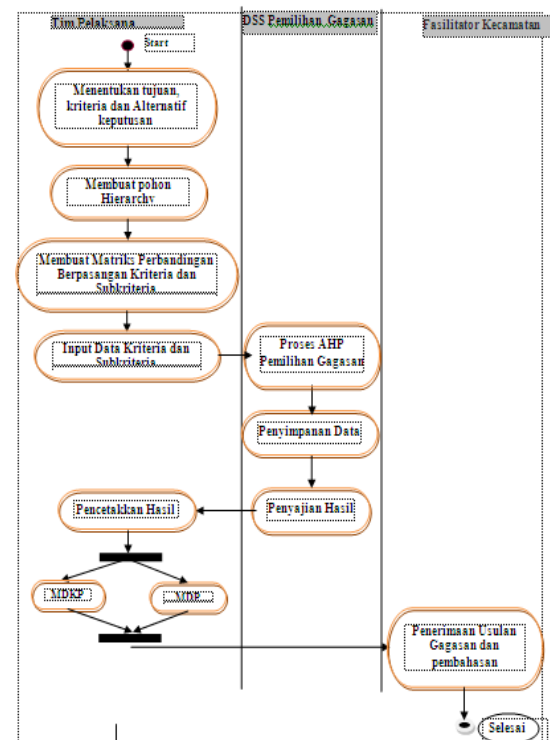 Tim Pelaksana
DSS Pemilihan Gagasan
Fasilitator Kecamatan
Start
Menentukan tujuan,
kriteria dan Alternatif
keputusan
Membuat pohon
Hierarchy
Membuat Matriks Perbandingan
Berpasangan Kriteria dan
Subkriteria
Input Data Kriteria dan
Subkriteria
Proses AHP
Pemilihan Gagasan
Penyimpanan Data
Penyajian Hasil
Pencetakkan Hasil
MDKP
MDP
Penerimaan Usulan
Gagasan dan
pembahasan
Selesai